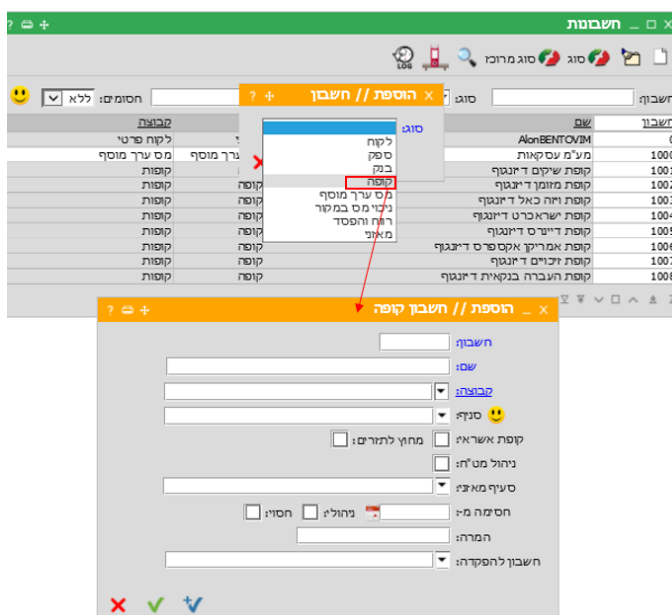 חשבונות
סוג סוג מרוכז LOG
חשבון: סוג: חסומים: ללא
הוספת // חשבון
סוג:
לקוח
ספק
בנק
קופה
מס ערך מוסף
ניכוי מס במקור
רווח והפסד
מאזני
חשבון שם קבוצה
AlonBENTOVIM לקוח פרטי
1000 מע"מ עסקאות ערך מוסף מס ערך מוסף
1001 קופת שיקים דיזנגוף קופות
1002 קופת מזומן דיזנגוף קופה קופות
1003 קופת ויזה כאל דיזנגוף קופה קופות
1004 קופת ישראכרט דיזנגוף קופה קופות
1005 קופת דיינרס דיזנגוף קופה קופות
1006 קופת אמריקן אקספרס דיזנגוף קופה קופות
1007 קופת זיכויים דיזנגוף קופה קופות
1008 קופת העברה בנקאית דיזנגוף קופה קופות
הוספת // חשבון קופה
חשבון:
שם:
קבוצה:
סניף:
קופת אשראי: מחוץ לתזרים:
ניהול מט"ח:
סעיף מאזני:
חסימה מ-: ניהולי: חסוי:
המרה:
חשבון להפקדה: